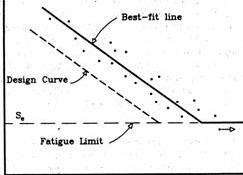 Best-fit line
Design Curve
Se
Fatigue Limit